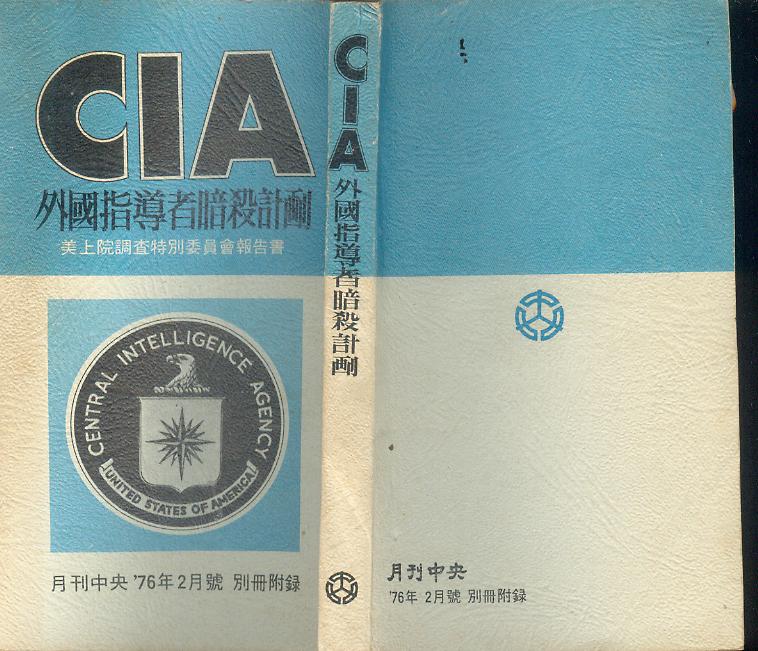 CIA
外國指導者暗殺計劃
美上院調査特別委員會報告書
CENTRAL INTELLIGENCE AGENCY
UNITED STATES OF AMERICA
月刊中央 '76年2月號 別冊附録
CIA 外國指導者暗殺計劃
月刊中央
'76年 2月號 別冊附録